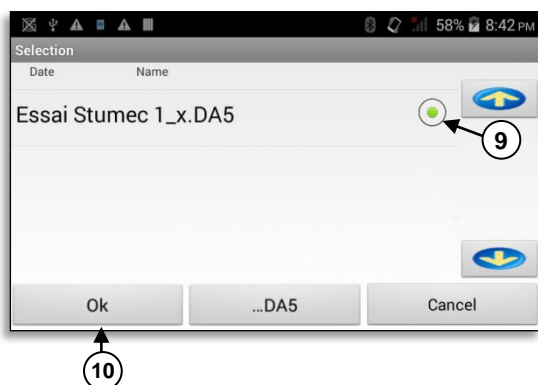 58% 8:42 PM
Selection
Date Name
Essai Stumec 1_x.DA5
9
Ok ...DA5 Cancel
10